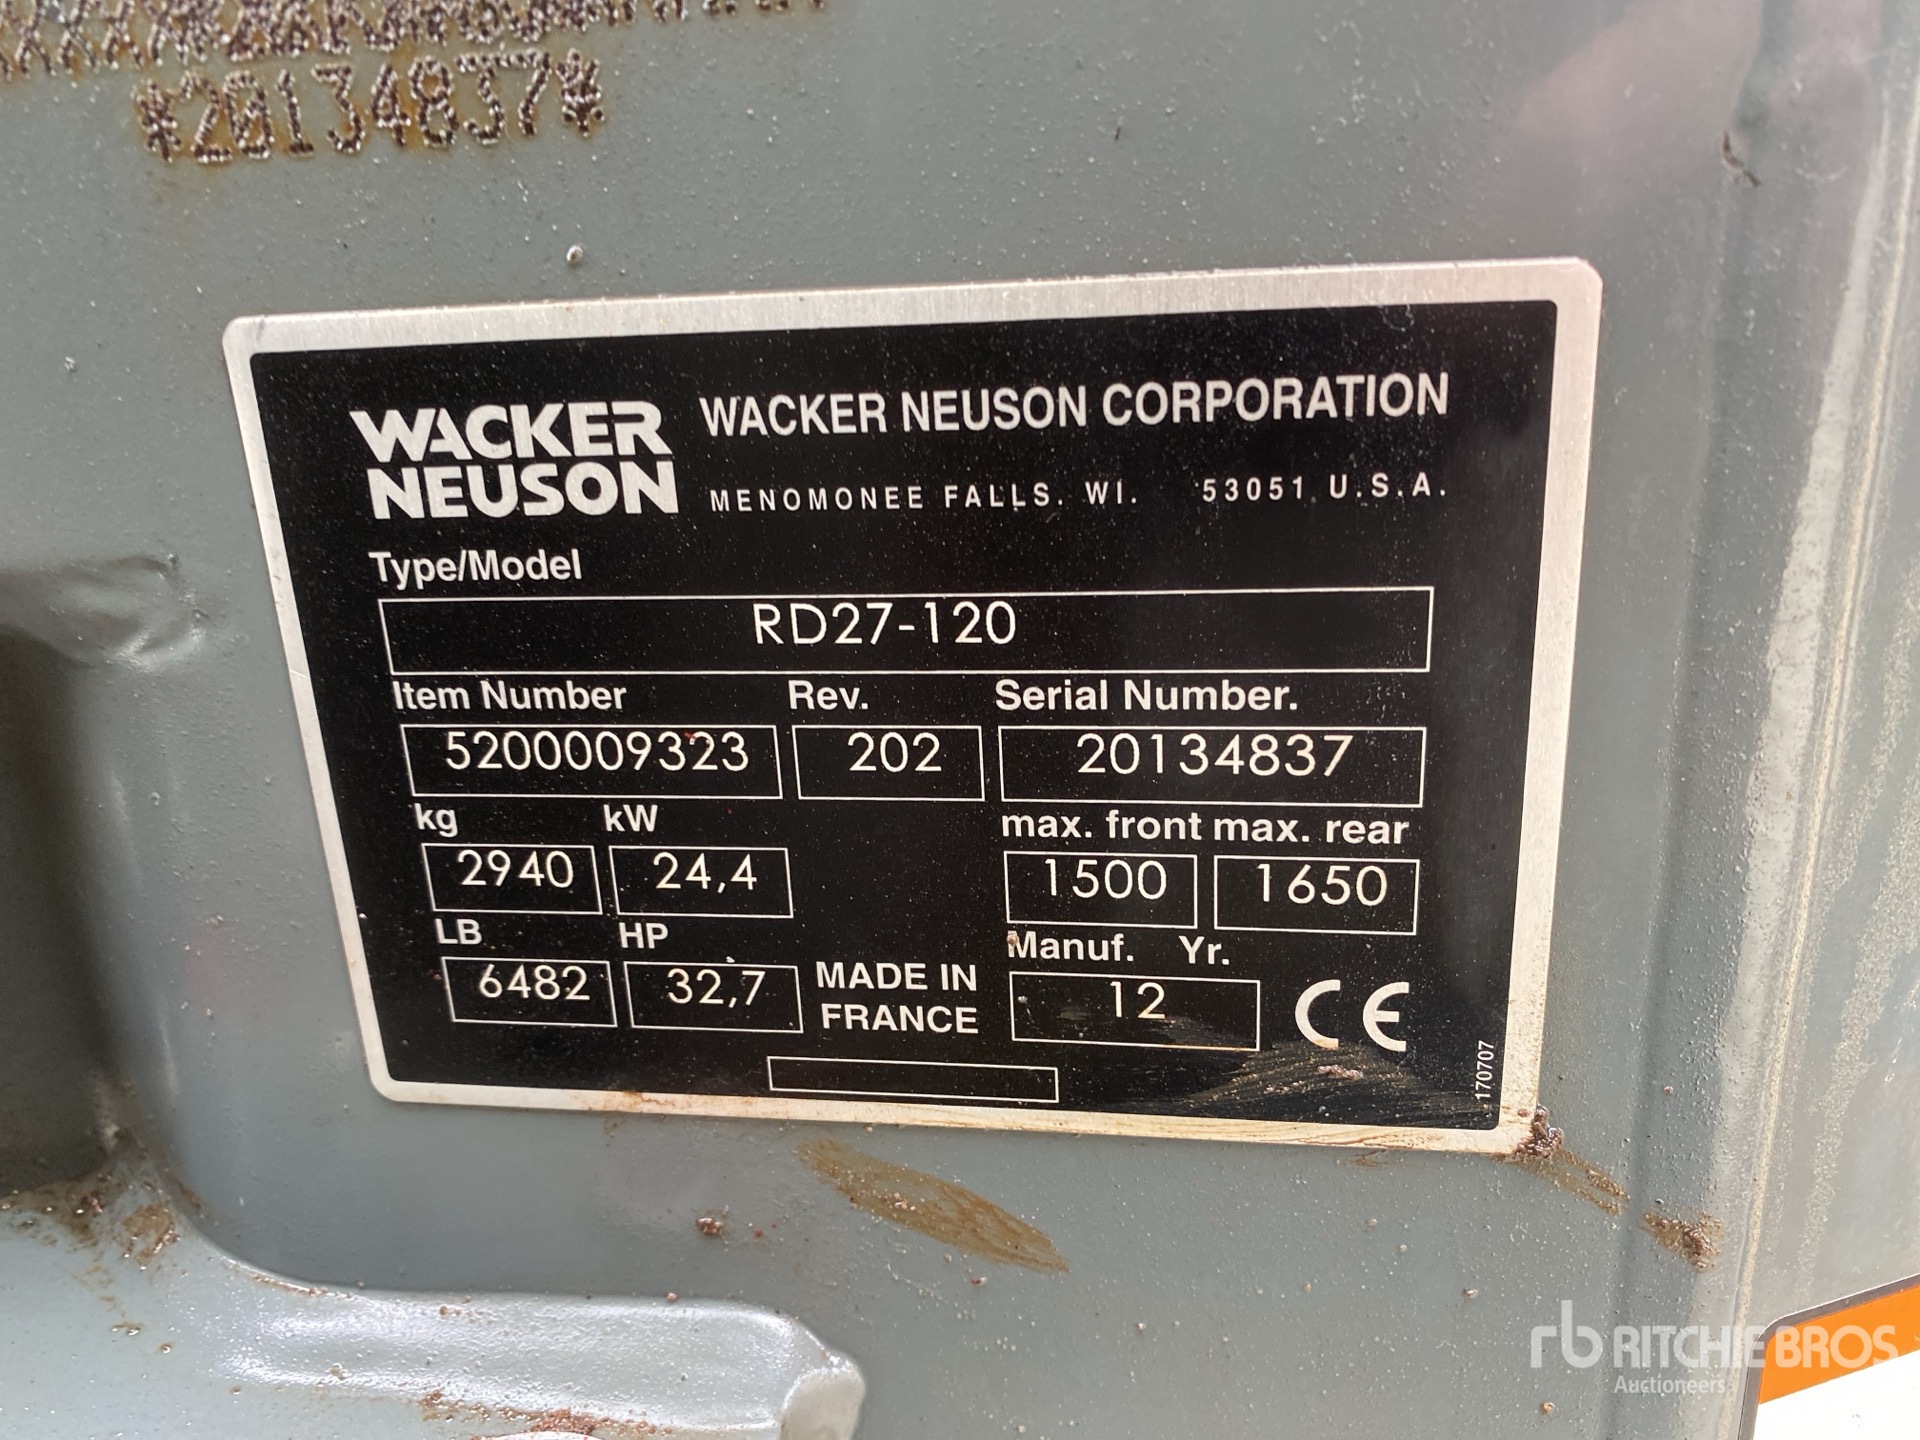 *20134837*
WACKER NEUSON
WACKER NEUSON CORPORATION
MENOMONEE FALLS. WI. 53051 U.S.A.
Type/Model
RD27-120
Item Number Rev. Serial Number.
5200009323 202 20134837
kg kW max. front max. rear
2940 24,4 1500 1650
LB HP Manuf. Yr.
6482 32,7 MADE IN FRANCE 12 CE
170707
rb RITCHIE BROS
Auctioneers